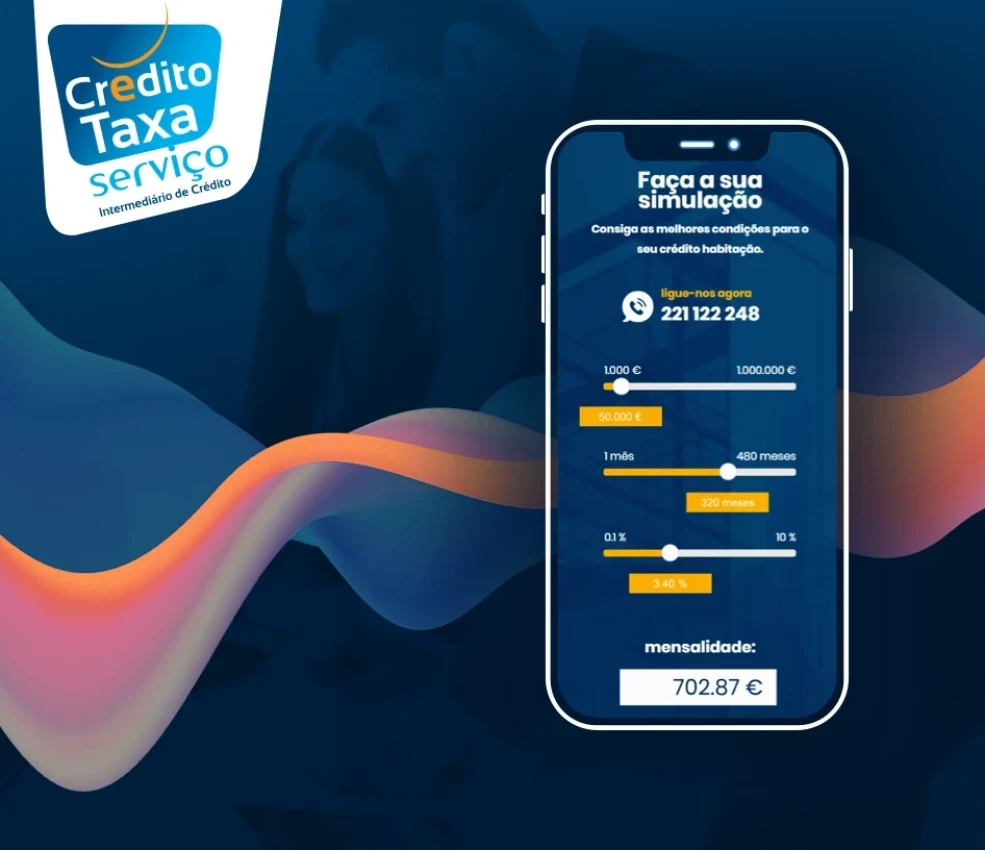 Crédito
Taxa
serviço
Intermediário de Crédito
Faça a sua
simulação
Consiga as melhores condições para o
seu crédito habitação.
ligue-nos agora
221 122 248
1.000 €
1.000.000 €
50.000 €
1 mês
480 meses
320 meses
0.1 %
10 %
3.40 %
mensalidade:
702.87 €